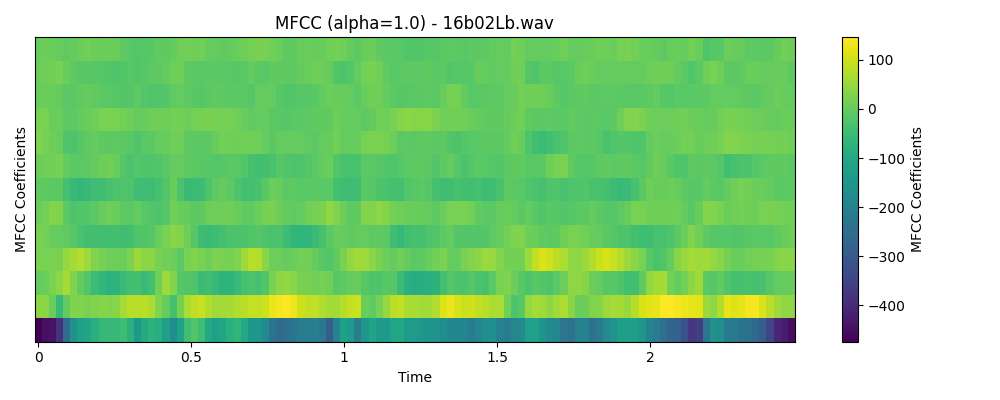 MFCC (alpha=1.0) - 16b02Lb.wav
MFCC Coefficients
0
0.5
1
1.5
2
Time
100
0
−100
−200
−300
−400
MFCC Coefficients